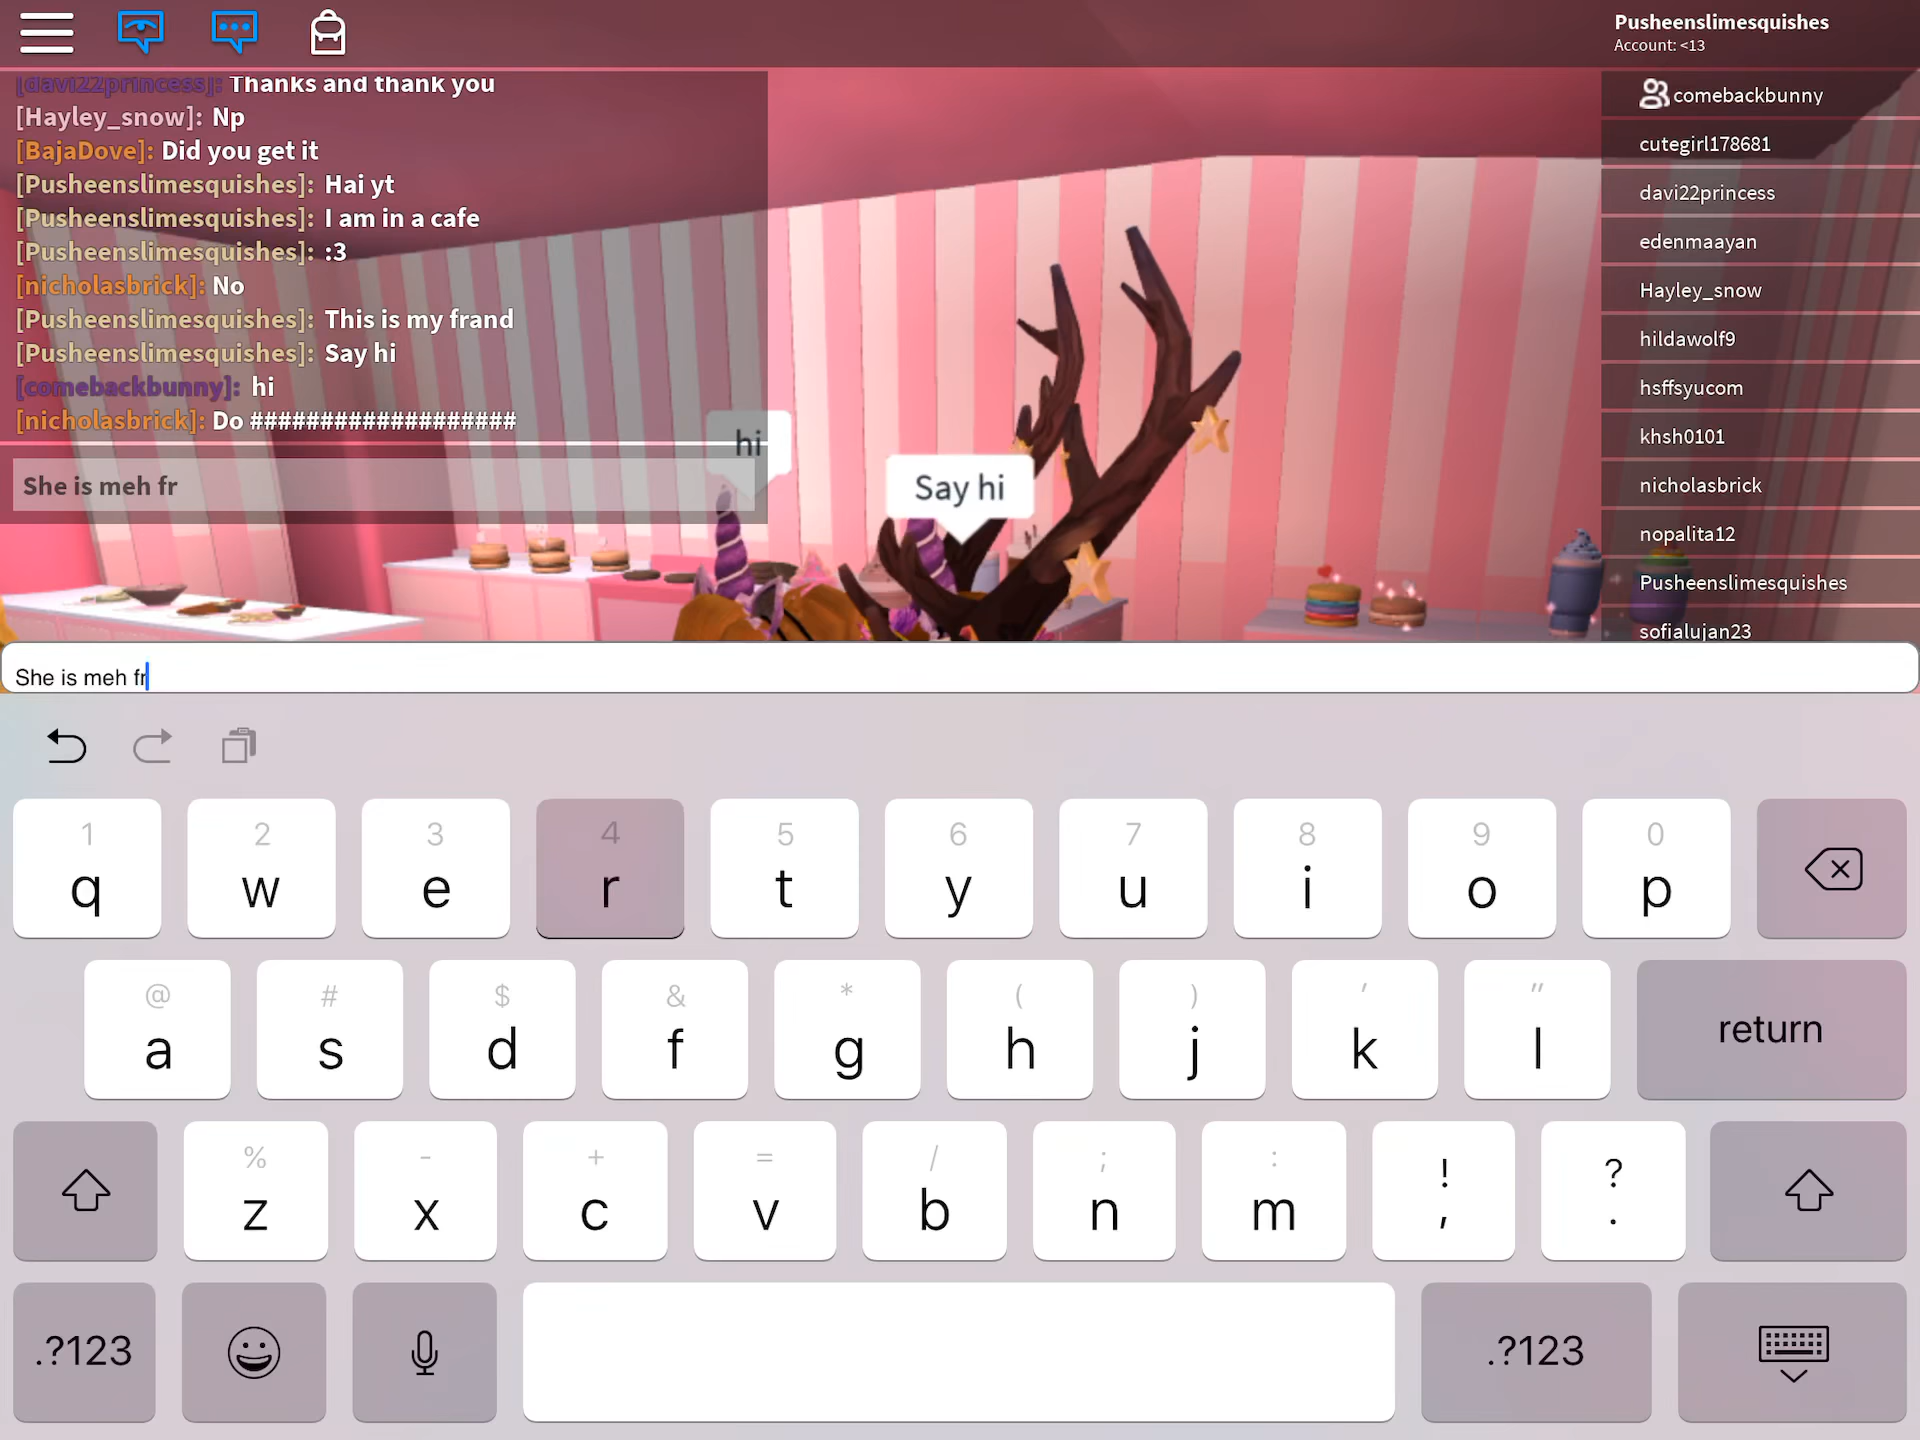 Pusheenslimesquishes
Account: <13
[davi22princess]: Thanks and thank you
[Hayley_snow]: Np
[BajaDove]: Did you get it
[Pusheenslimesquishes]: Hai yt
[Pusheenslimesquishes]: I am in a cafe
[Pusheenslimesquishes]: :3
[nicholasbrick]: No
[Pusheenslimesquishes]: This is my frand
[Pusheenslimesquishes]: Say hi
[comebackbunny]: hi
[nicholasbrick]: Do ###################
She is meh fr
hi
Say hi
comebackbunny
cutegirl178681
davi22princess
edenmaayan
Hayley_snow
hildawolf9
hsffsyucom
khsh0101
nicholasbrick
nopalita12
Pusheenslimesquishes
sofialujan23
She is meh fr
1 2 3 4 5 6 7 8 9 0
q w e r t y u i o p
@ # $ & * ( ) ' "
a s d f g h j k l return
% - + = / ; : ! ?
z x c v b n m , .
.?123 .?123